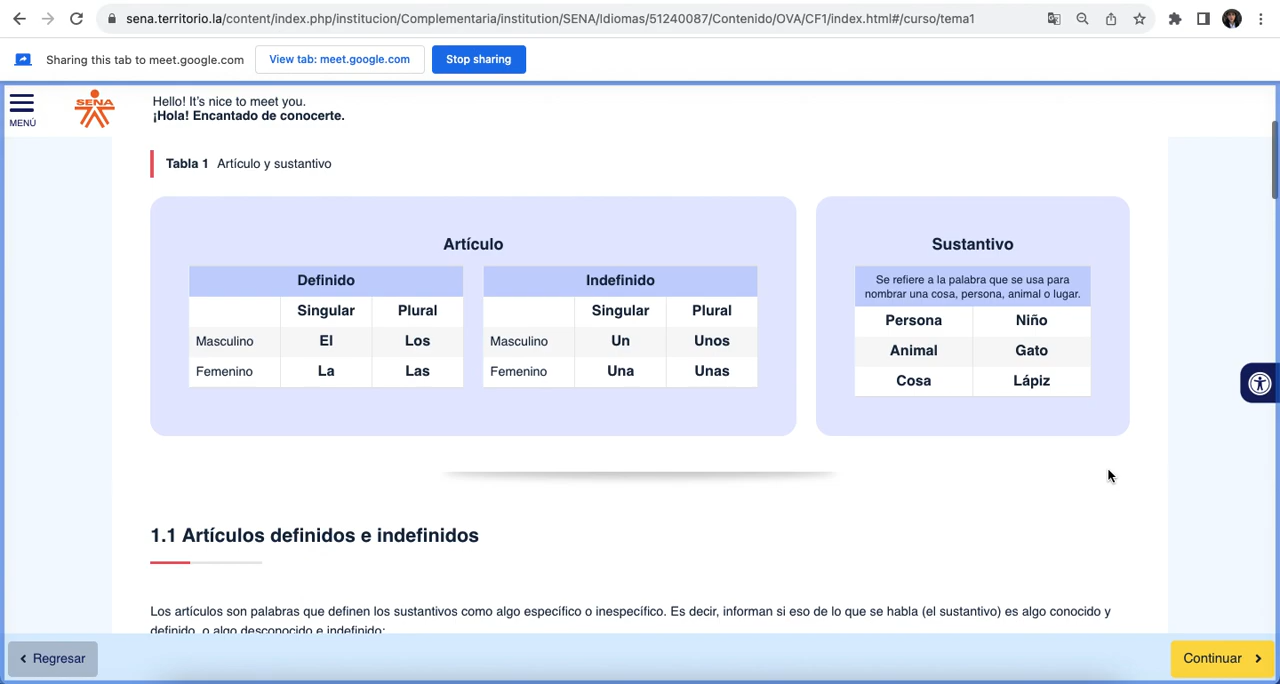 sena.territorio.la/content/index.php/institucion/Complementaria/institution/SENA/Idiomas/51240087/Contenido/OVA/CF1/index.html#/curso/tema1
Sharing this tab to meet.google.com
View tab: meet.google.com
Stop sharing
MENÚ
SENA
Hello! It's nice to meet you.
¡Hola! Encantado de conocerte.
Tabla 1 Artículo y sustantivo
Artículo
Definido
Singular Plural
Masculino El Los
Femenino La Las
Indefinido
Singular Plural
Masculino Un Unos
Femenino Una Unas
Sustantivo
Se refiere a la palabra que se usa para
nombrar una cosa, persona, animal o lugar.
Persona Niño
Animal Gato
Cosa Lápiz
1.1 Artículos definidos e indefinidos
Los artículos son palabras que definen los sustantivos como algo específico o inespecífico. Es decir, informan si eso de lo que se habla (el sustantivo) es algo conocido y
definido, o algo desconocido e indefinido:
Regresar
Continuar